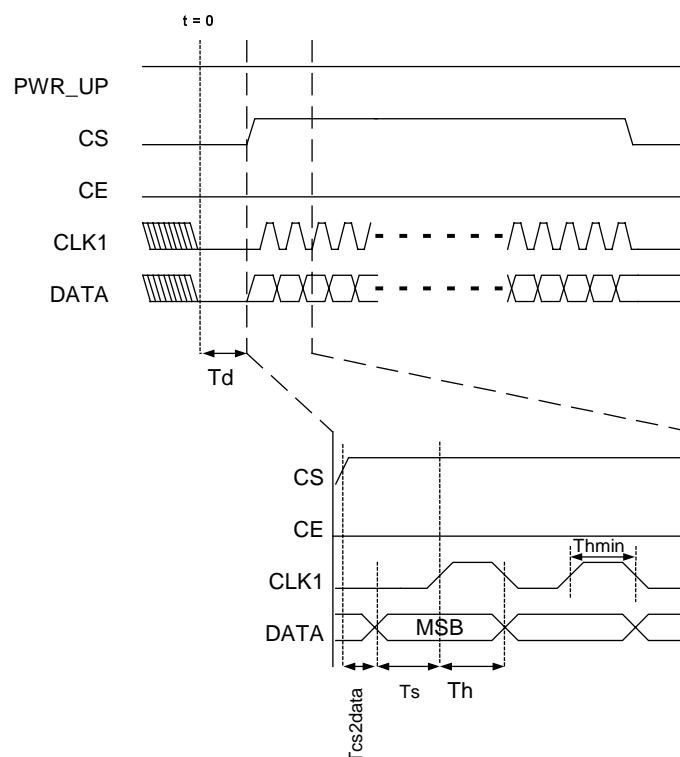 t = 0
PWR_UP
CS
CE
CLK1
DATA
Td
CS
CE
Thmin
CLK1
DATA
MSB
Ts
Th
Tcs2data